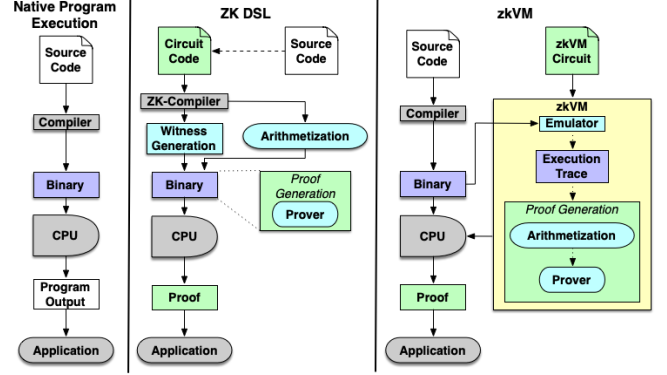 Native Program
Execution
Source
Code
Compiler
Binary
CPU
Program
Output
Application
ZK DSL
Circuit
Code
Source
Code
ZK-Compiler
Witness
Generation
Arithmetization
Binary
Proof
Generation
Prover
CPU
Proof
Application
zkVM
Source
Code
zkVM
Circuit
Compiler
zkVM
Emulator
Execution
Trace
Binary
Proof Generation
Arithmetization
Prover
CPU
Proof
Application